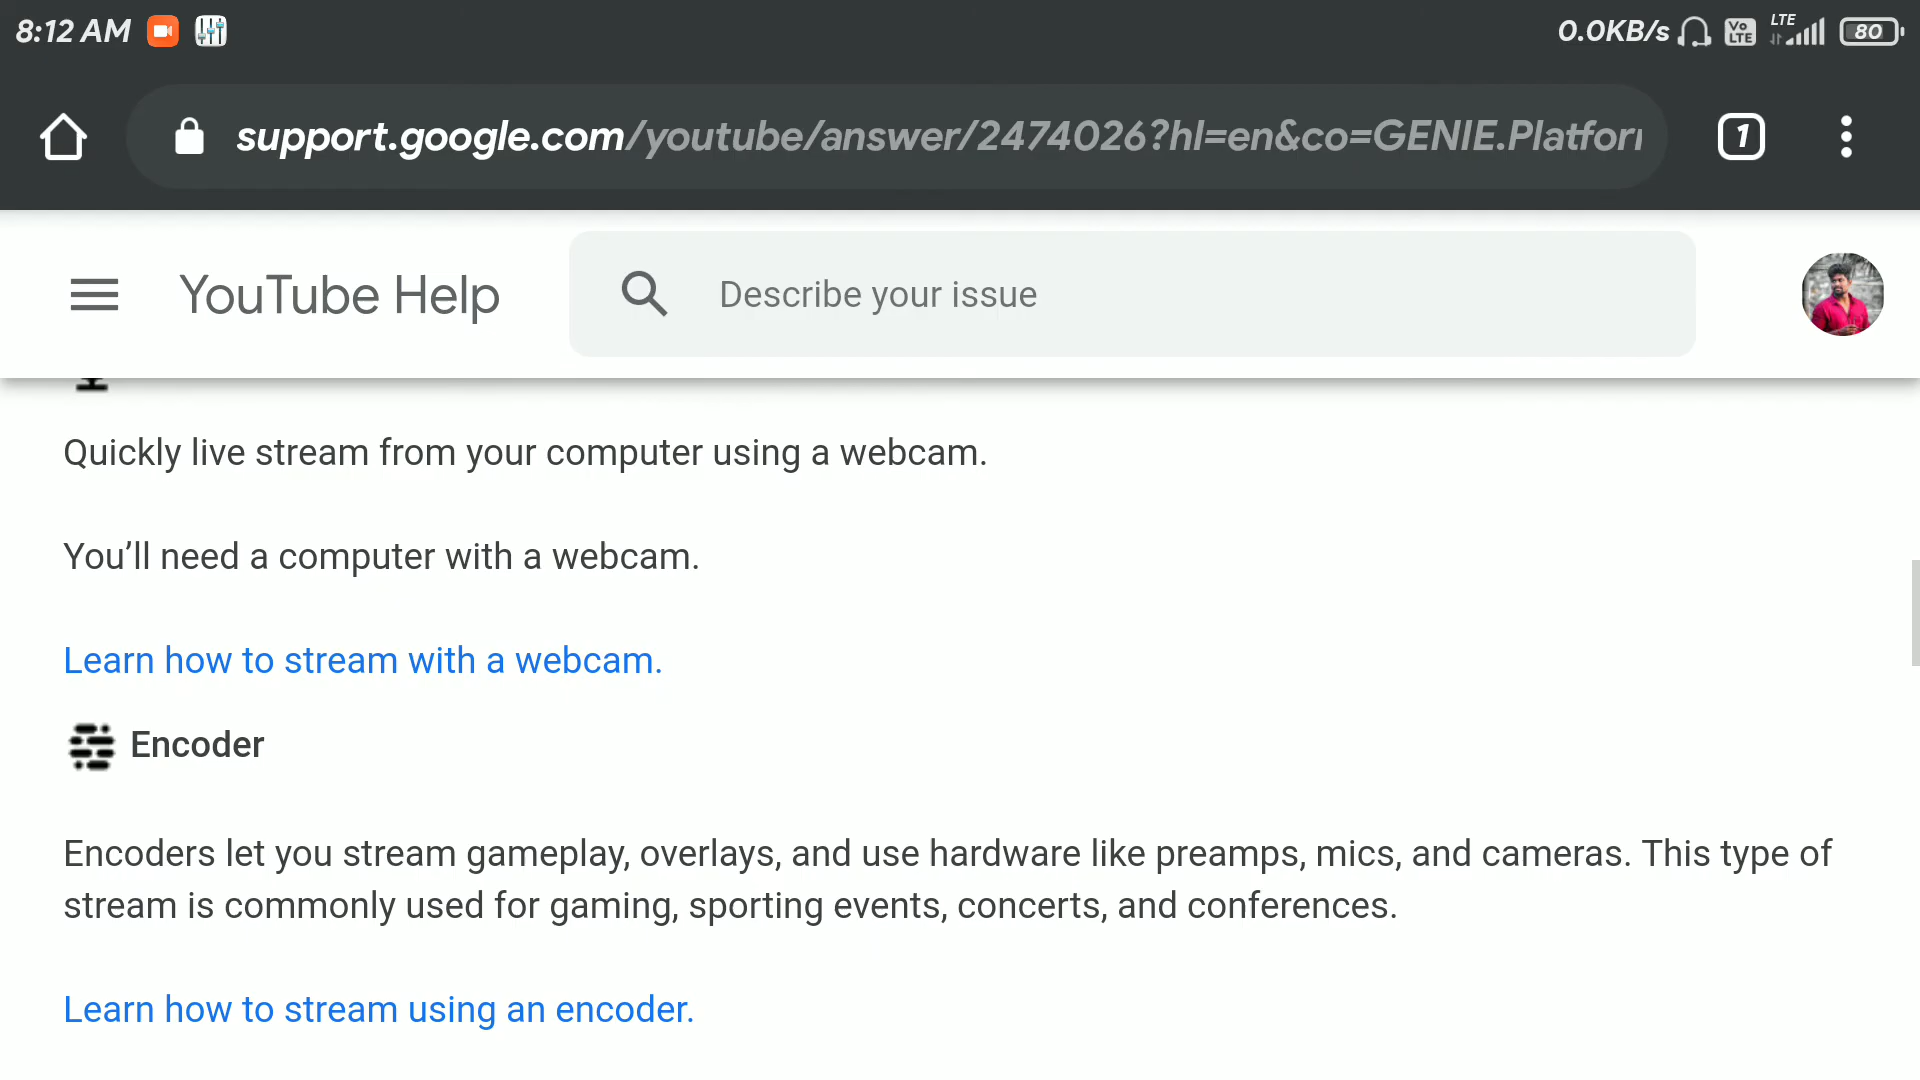 8:12 AM
0.0KB/s
Vo LTE
LTE
80
support.google.com/youtube/answer/2474026?hl=en&co=GENIE.Platform
1
YouTube Help
Describe your issue
Quickly live stream from your computer using a webcam.
You’ll need a computer with a webcam.
Learn how to stream with a webcam.
Encoder
Encoders let you stream gameplay, overlays, and use hardware like preamps, mics, and cameras. This type of
stream is commonly used for gaming, sporting events, concerts, and conferences.
Learn how to stream using an encoder.